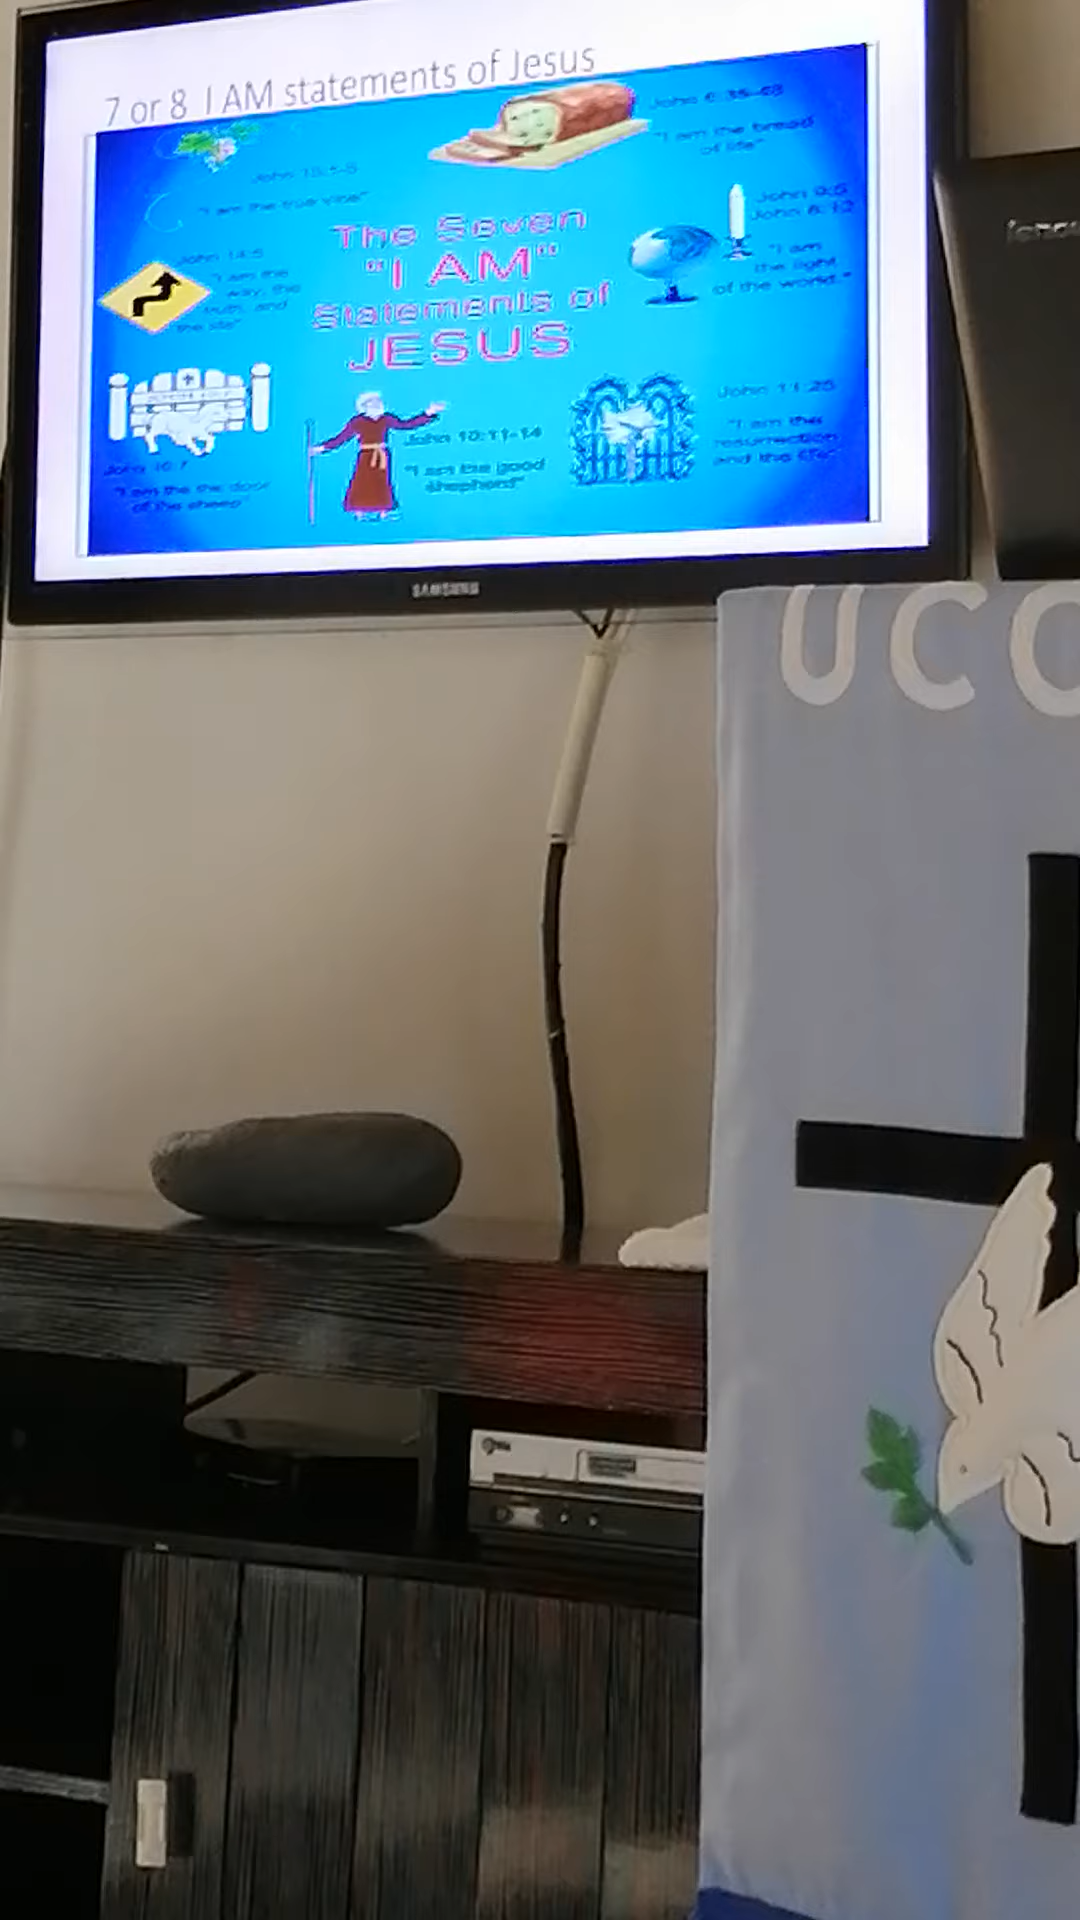 7 or 8 I AM statements of Jesus
John 6:35-48
"I am the bread
of life"
John 15:1-8
"I am the true vine"
John 9:5
John 8:12
"I am
the light
of the world."
The Seven
"I AM"
Statements of
JESUS
John 14:6
"I am the
way, the
truth, and
the life"
John 10:7
"I am the the door
of the sheep"
John 10:11-14
"I am the good
shepherd"
John 11:25
"I am the
resurrection
and the life"
SAMSUNG
UCC